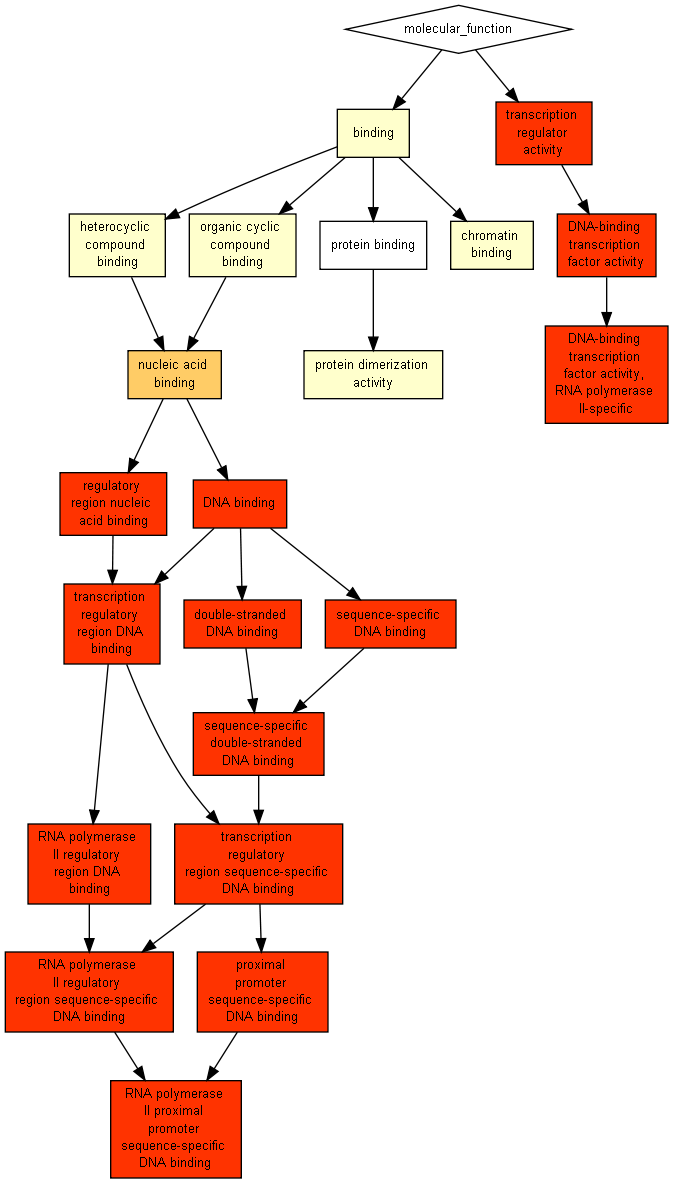 molecular_function
binding
transcription
regulator
activity
heterocyclic
compound
binding
organic cyclic
compound
binding
protein binding
chromatin
binding
DNA-binding
transcription
factor activity
nucleic acid
binding
protein dimerization
activity
DNA-binding
transcription
factor activity,
RNA polymerase
II-specific
regulatory
region nucleic
acid binding
DNA binding
transcription
regulatory
region DNA
binding
double-stranded
DNA binding
sequence-specific
DNA binding
sequence-specific
double-stranded
DNA binding
RNA polymerase
II regulatory
region DNA
binding
transcription
regulatory
region sequence-specific
DNA binding
RNA polymerase
II regulatory
region sequence-specific
DNA binding
proximal
promoter
sequence-specific
DNA binding
RNA polymerase
II proximal
promoter
sequence-specific
DNA binding